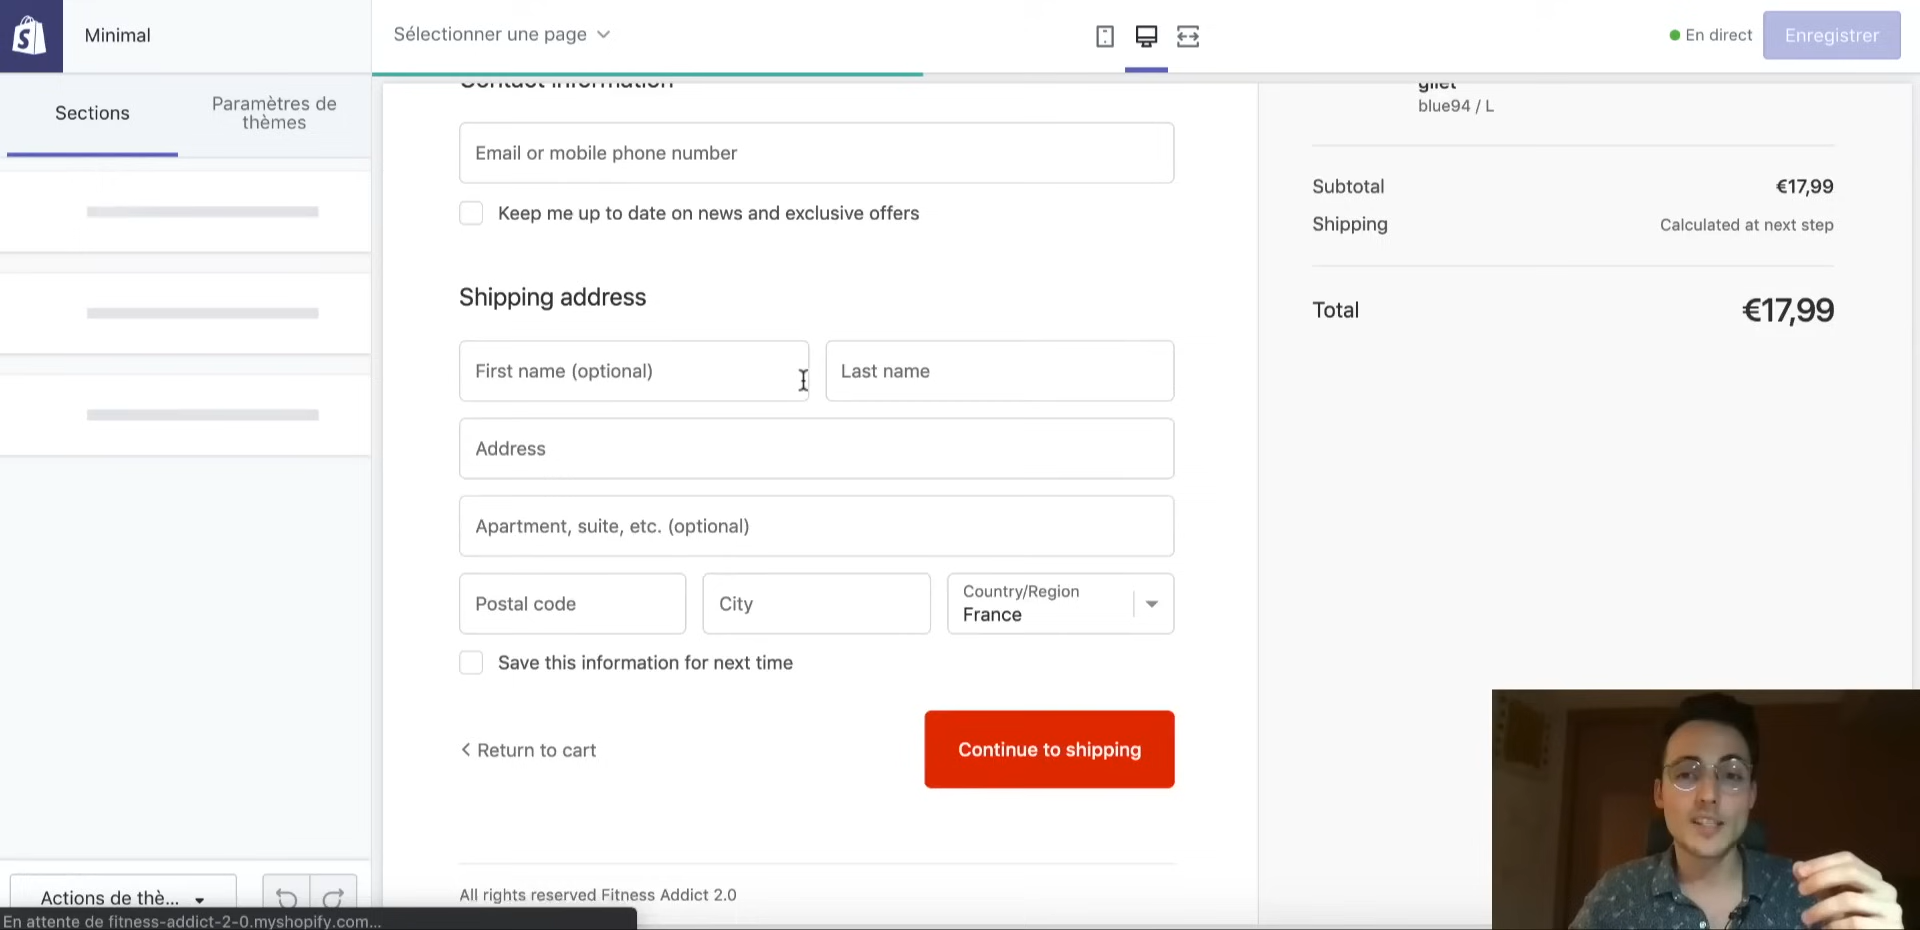 Minimal
Sélectionner une page
En direct
Enregistrer
Sections
Paramètres de
thèmes
Contact information
Email or mobile phone number
Keep me up to date on news and exclusive offers
Shipping address
First name (optional)
Last name
Address
Apartment, suite, etc. (optional)
Postal code
City
Country/Region
France
Save this information for next time
< Return to cart
Continue to shipping
All rights reserved Fitness Addict 2.0
gilet
blue94 / L
Subtotal
€17,99
Shipping
Calculated at next step
Total
€17,99
Actions de thè...
En attente de fitness-addict-2-0.myshopify.com...